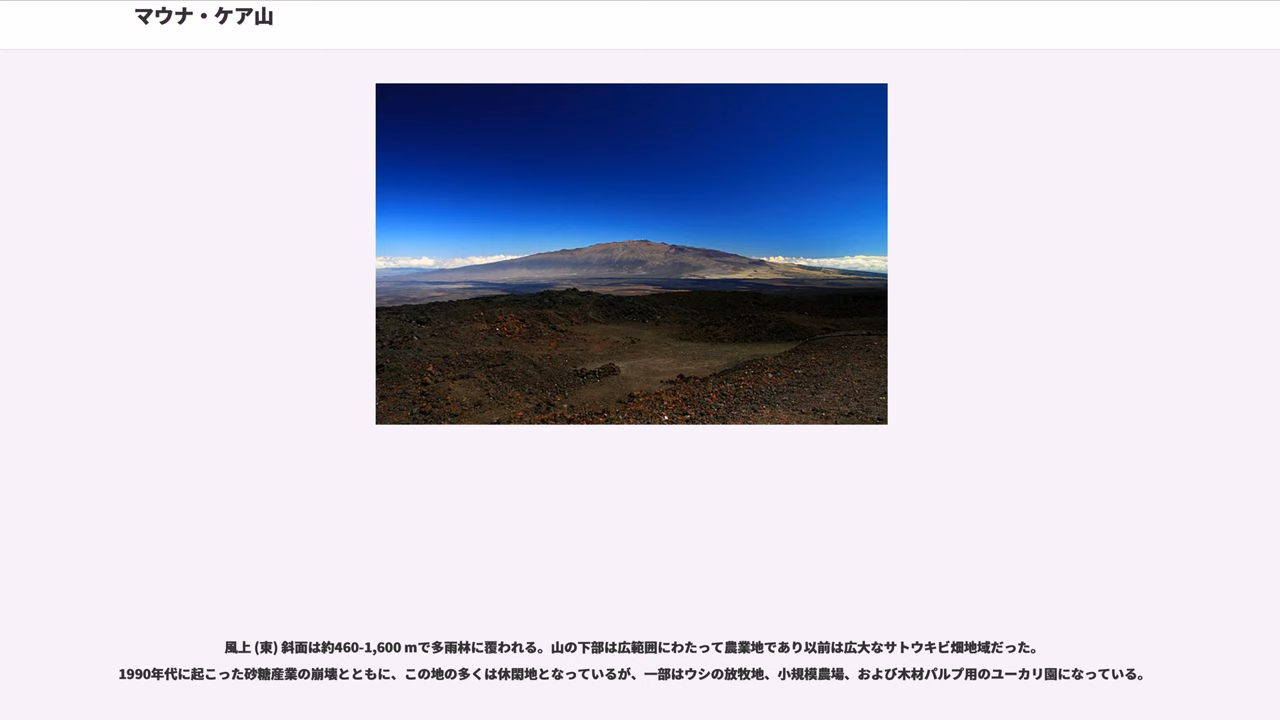 マウナ・ケア山
風上 (東) 斜面は約460-1,600 mで多雨林に覆われる。山の下部は広範囲にわたって農業地であり以前は広大なサトウキビ畑地域だった。
1990年代に起こった砂糖産業の崩壊とともに、この地の多くは休閑地となっているが、一部はウシの放牧地、小規模農場、および木材パルプ用のユーカリ園になっている。